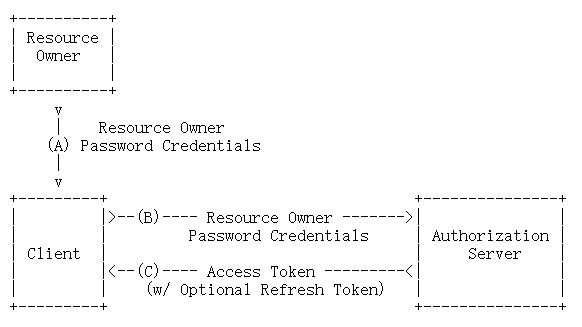 Resource
Owner
v
Resource Owner
(A) Password Credentials
v
>--(B)---- Resource Owner ------->
Password Credentials
Client
Authorization
Server
<--(C)---- Access Token ---------<
(w/ Optional Refresh Token)